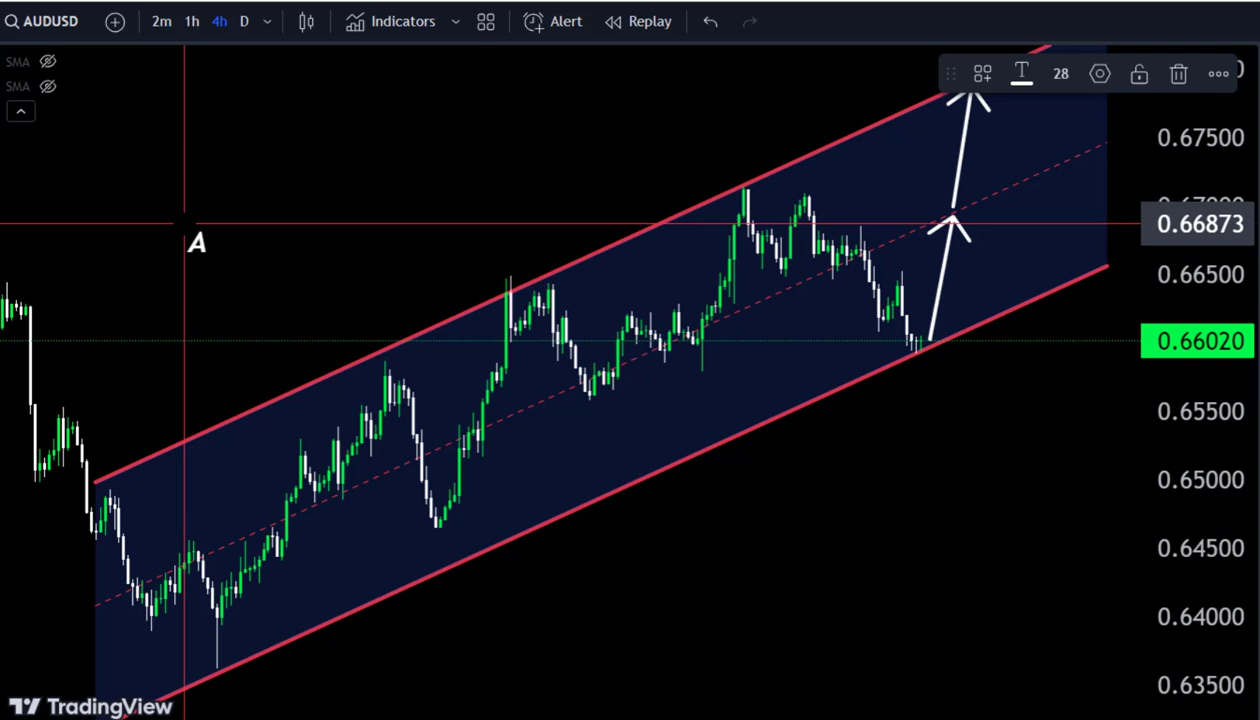 AUDUSD 2m 1h 4h D Indicators Alert Replay
SMA
SMA
28
A
0.67500
0.66873
0.66500
0.66020
0.65500
0.65000
0.64500
0.64000
0.63500
TradingView